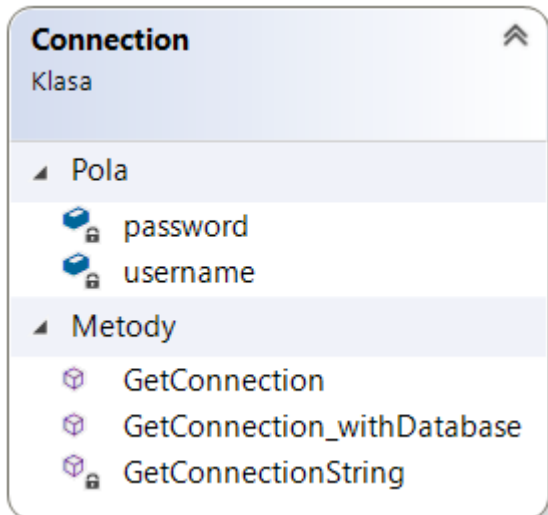 Connection
Klasa
Pola
password
username
Metody
GetConnection
GetConnection_withDatabase
GetConnectionString